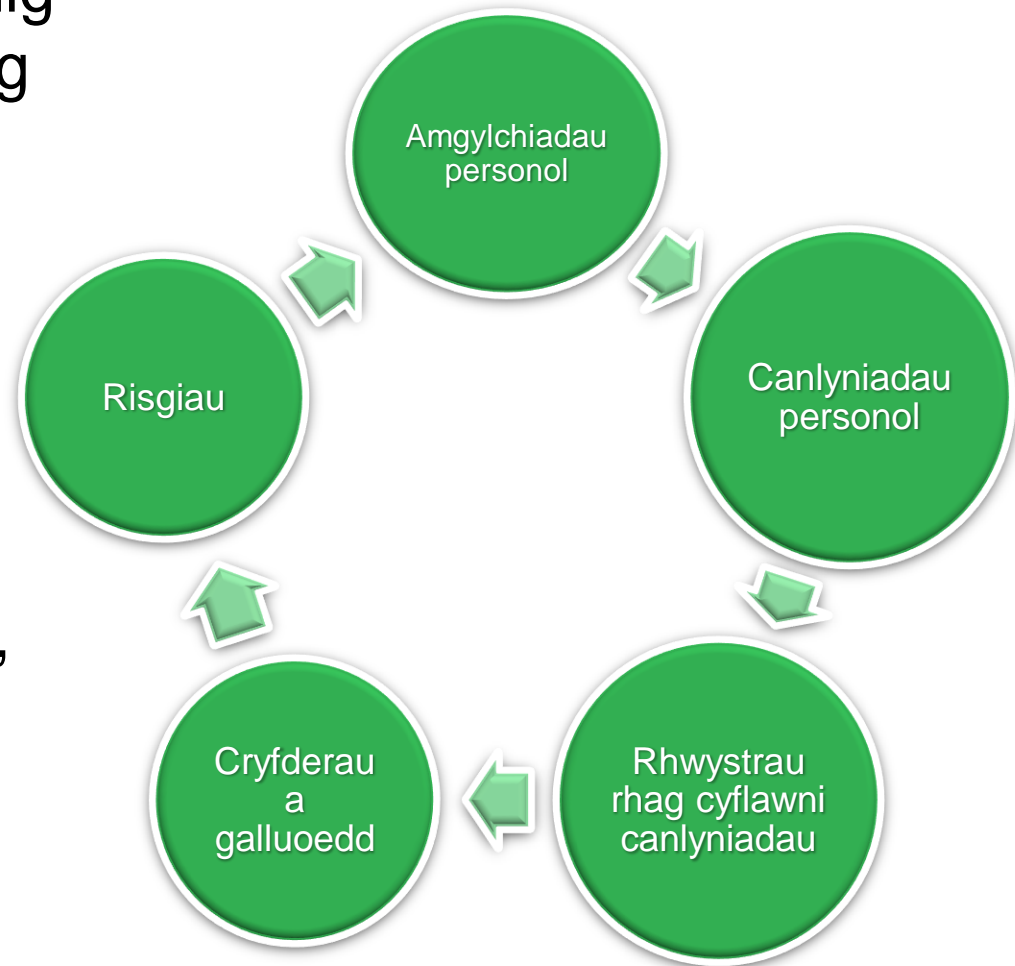 Amgylchiadau
personol
Canlyniadau
personol
Rhwystrau
rhag cyflawni
canlyniadau
Cryfderau
a
galluoedd
Risgiau